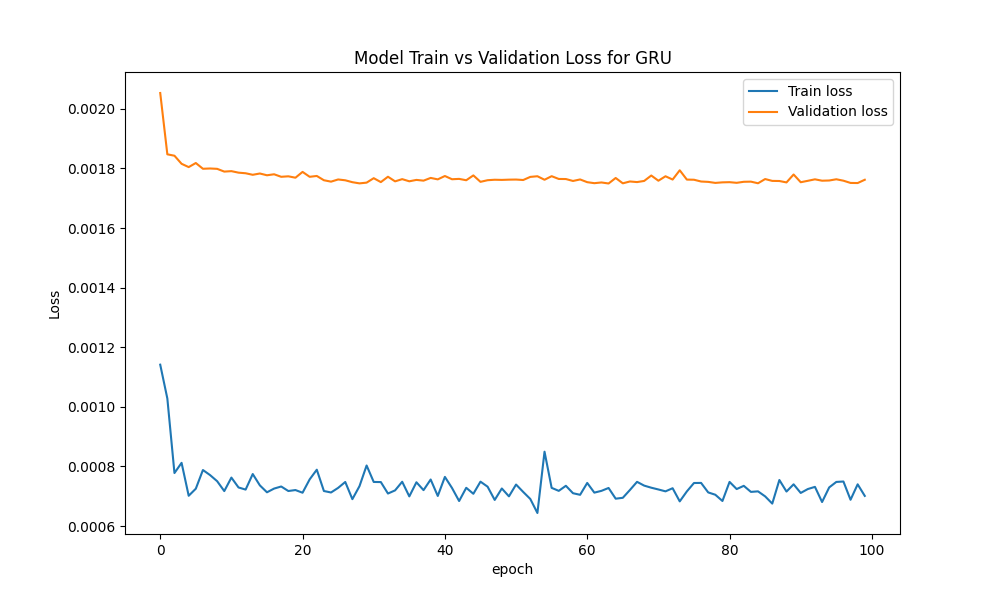 Model Train vs Validation Loss for GRU
Train loss
Validation loss
0.0020
0.0018
0.0016
0.0014
0.0012
0.0010
0.0008
0.0006
Loss
0
20
40
60
80
100
epoch